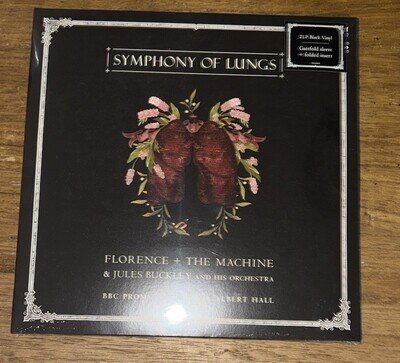 SYMPHONY OF LUNGS
2LP Black Vinyl
Gatefold sleeve
+ folded insert
FLORENCE + THE MACHINE
& JULES BUCKLEY AND HIS ORCHESTRA
BBC PROM ALBERT HALL